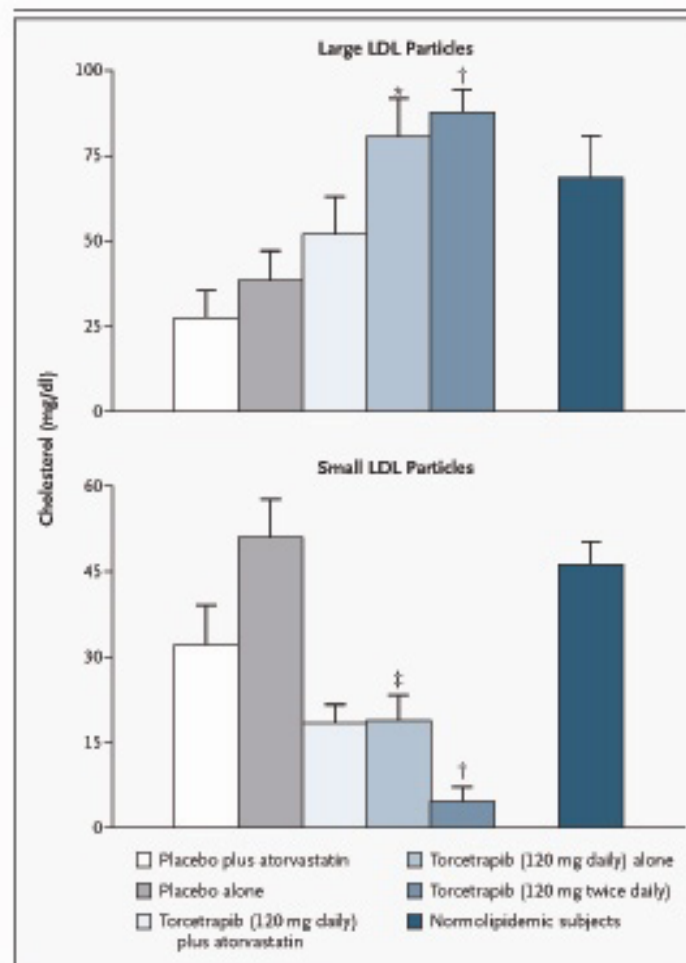 Large LDL Particles
100
*
†
75
50
25
0
Cholesterol (mg/dl)
Small LDL Particles
60
45
30
‡
15
†
0
Placebo plus atorvastatin
Placebo alone
Torcetrapib (120 mg daily)
plus atorvastatin
Torcetrapib (120 mg daily) alone
Torcetrapib (120 mg twice daily)
Normolipidemic subjects